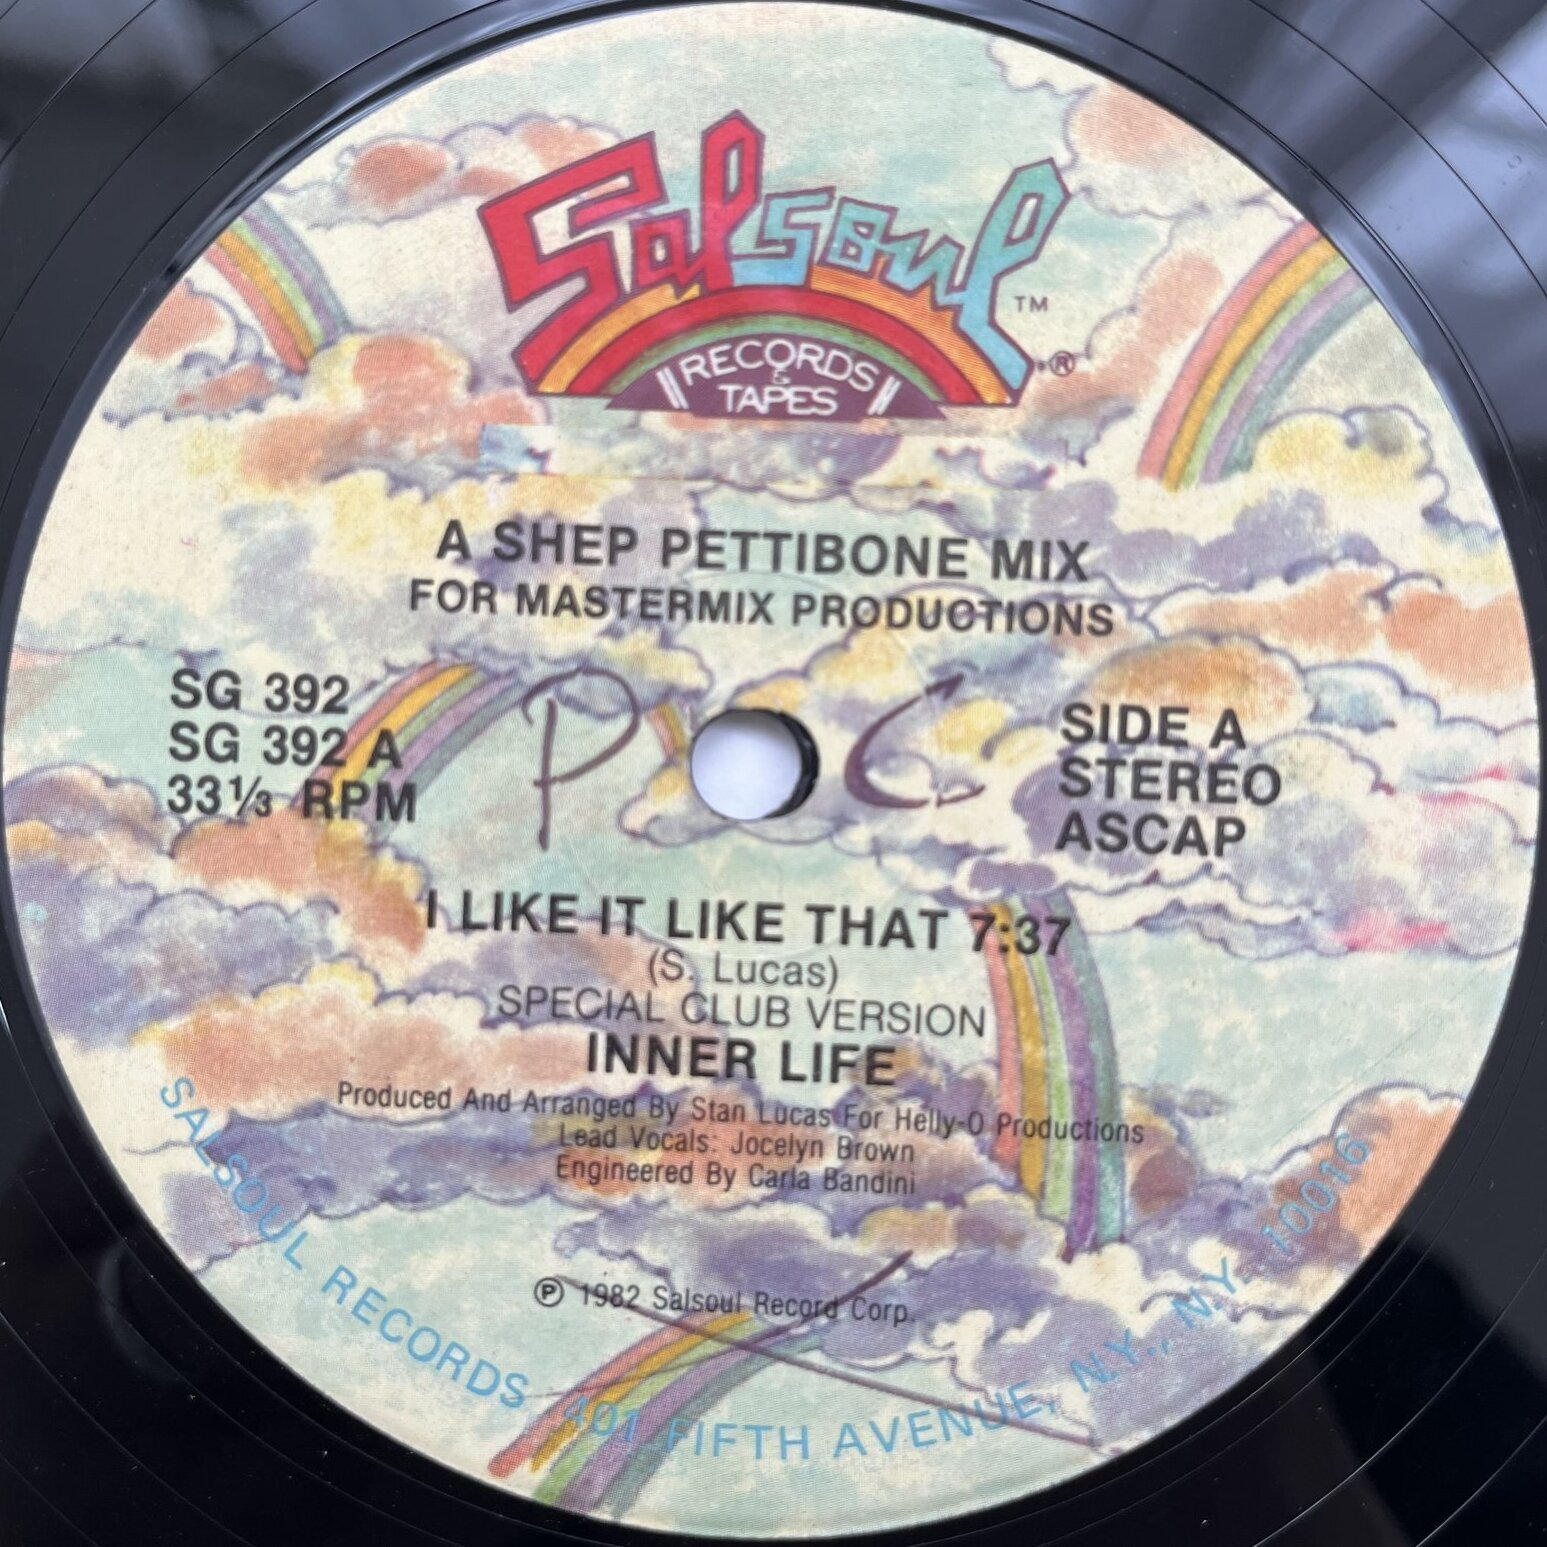 Salsoul TM
RECORDS ®
&
TAPES
A SHEP PETTIBONE MIX
FOR MASTERMIX PRODUCTIONS
SG 392
SG 392 A
33⅓ RPM
P C
SIDE A
STEREO
ASCAP
I LIKE IT LIKE THAT 7:37
(S. Lucas)
SPECIAL CLUB VERSION
INNER LIFE
Produced And Arranged By Stan Lucas For Helly-O Productions
Lead Vocals: Jocelyn Brown
Engineered By Carla Bandini
℗ 1982 Salsoul Record Corp.
SALSOUL RECORDS, 401 FIFTH AVENUE, N.Y., N.Y. 10016